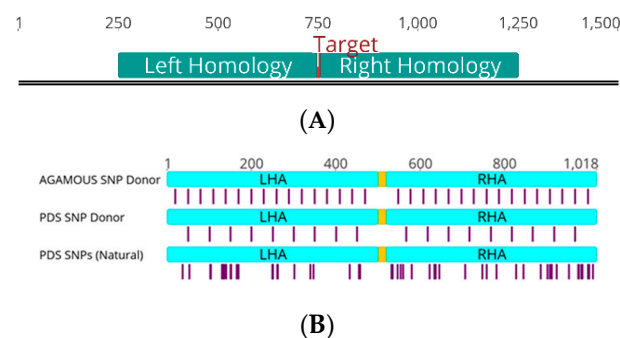 1 250 500 750 1,000 1,250 1,500
Target
Left Homology Right Homology
(A)
1 200 400 600 800 1,018
AGAMOUS SNP Donor LHA RHA
PDS SNP Donor LHA RHA
PDS SNPs (Natural) LHA RHA
(B)